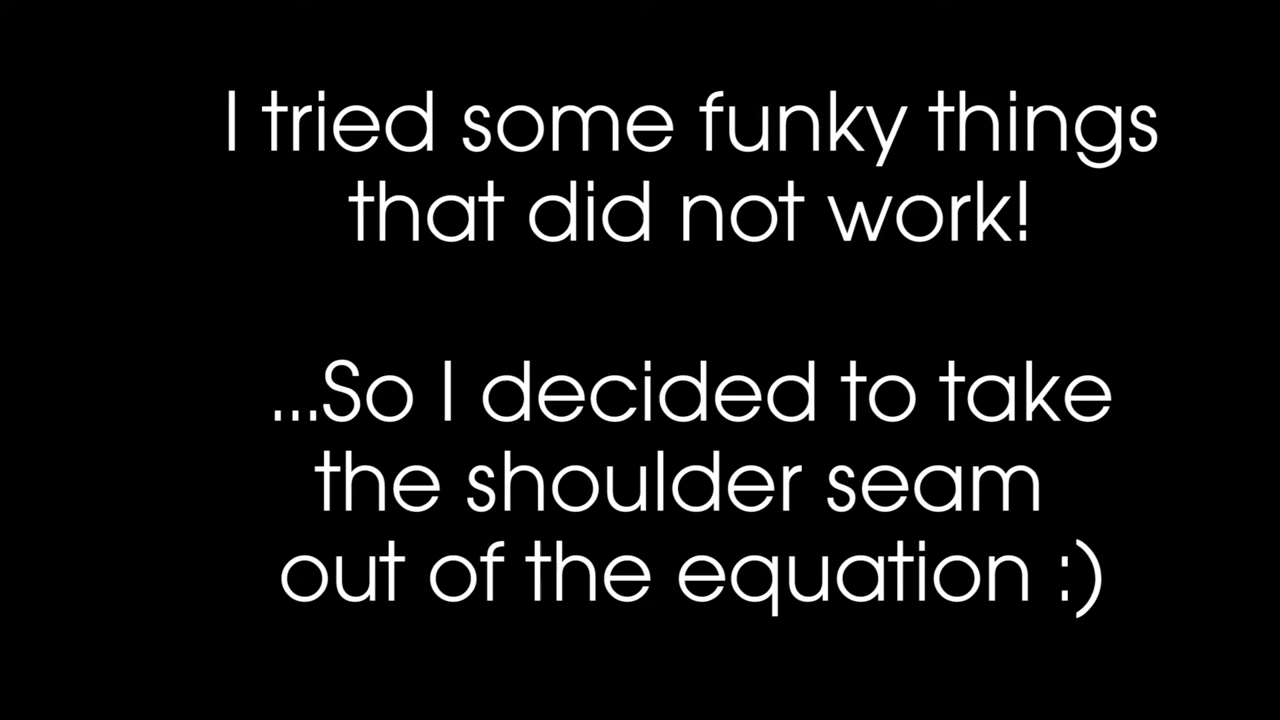 I tried some funky things
that did not work!
...So I decided to take
the shoulder seam
out of the equation :)